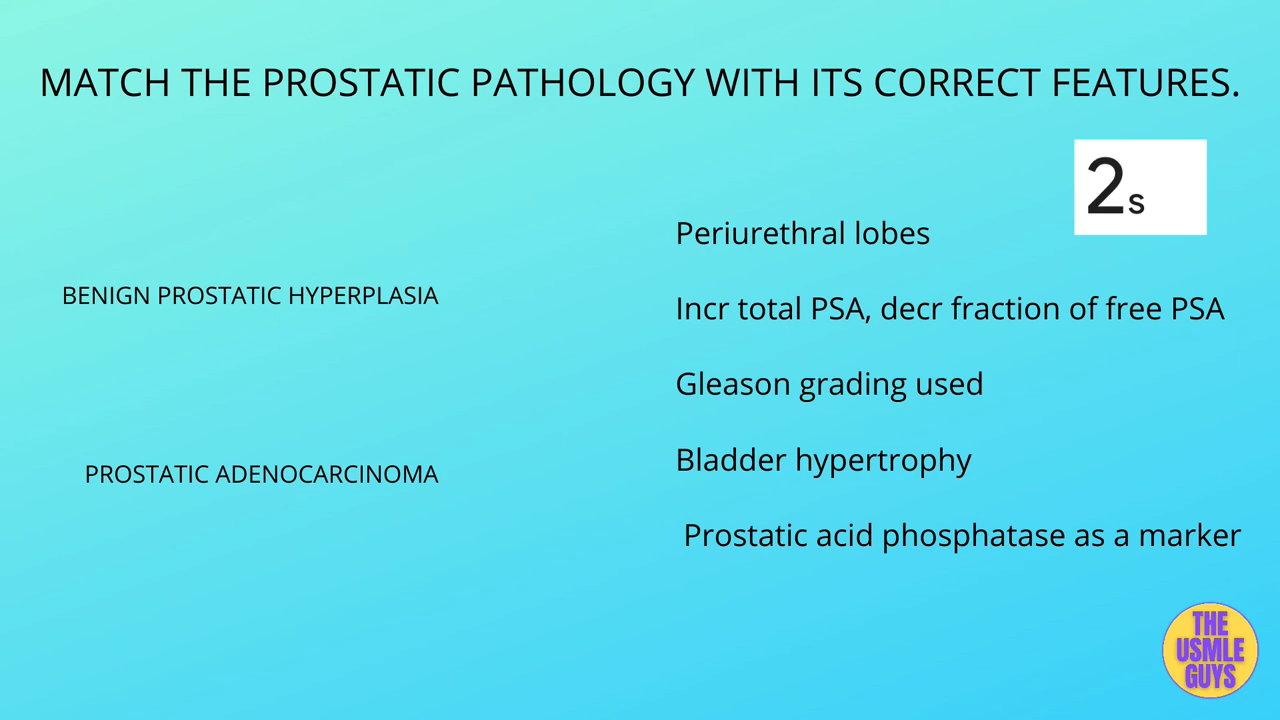 MATCH THE PROSTATIC PATHOLOGY WITH ITS CORRECT FEATURES.
2s
BENIGN PROSTATIC HYPERPLASIA
PROSTATIC ADENOCARCINOMA
Periurethral lobes
Incr total PSA, decr fraction of free PSA
Gleason grading used
Bladder hypertrophy
Prostatic acid phosphatase as a marker
THE
USMLE
GUYS